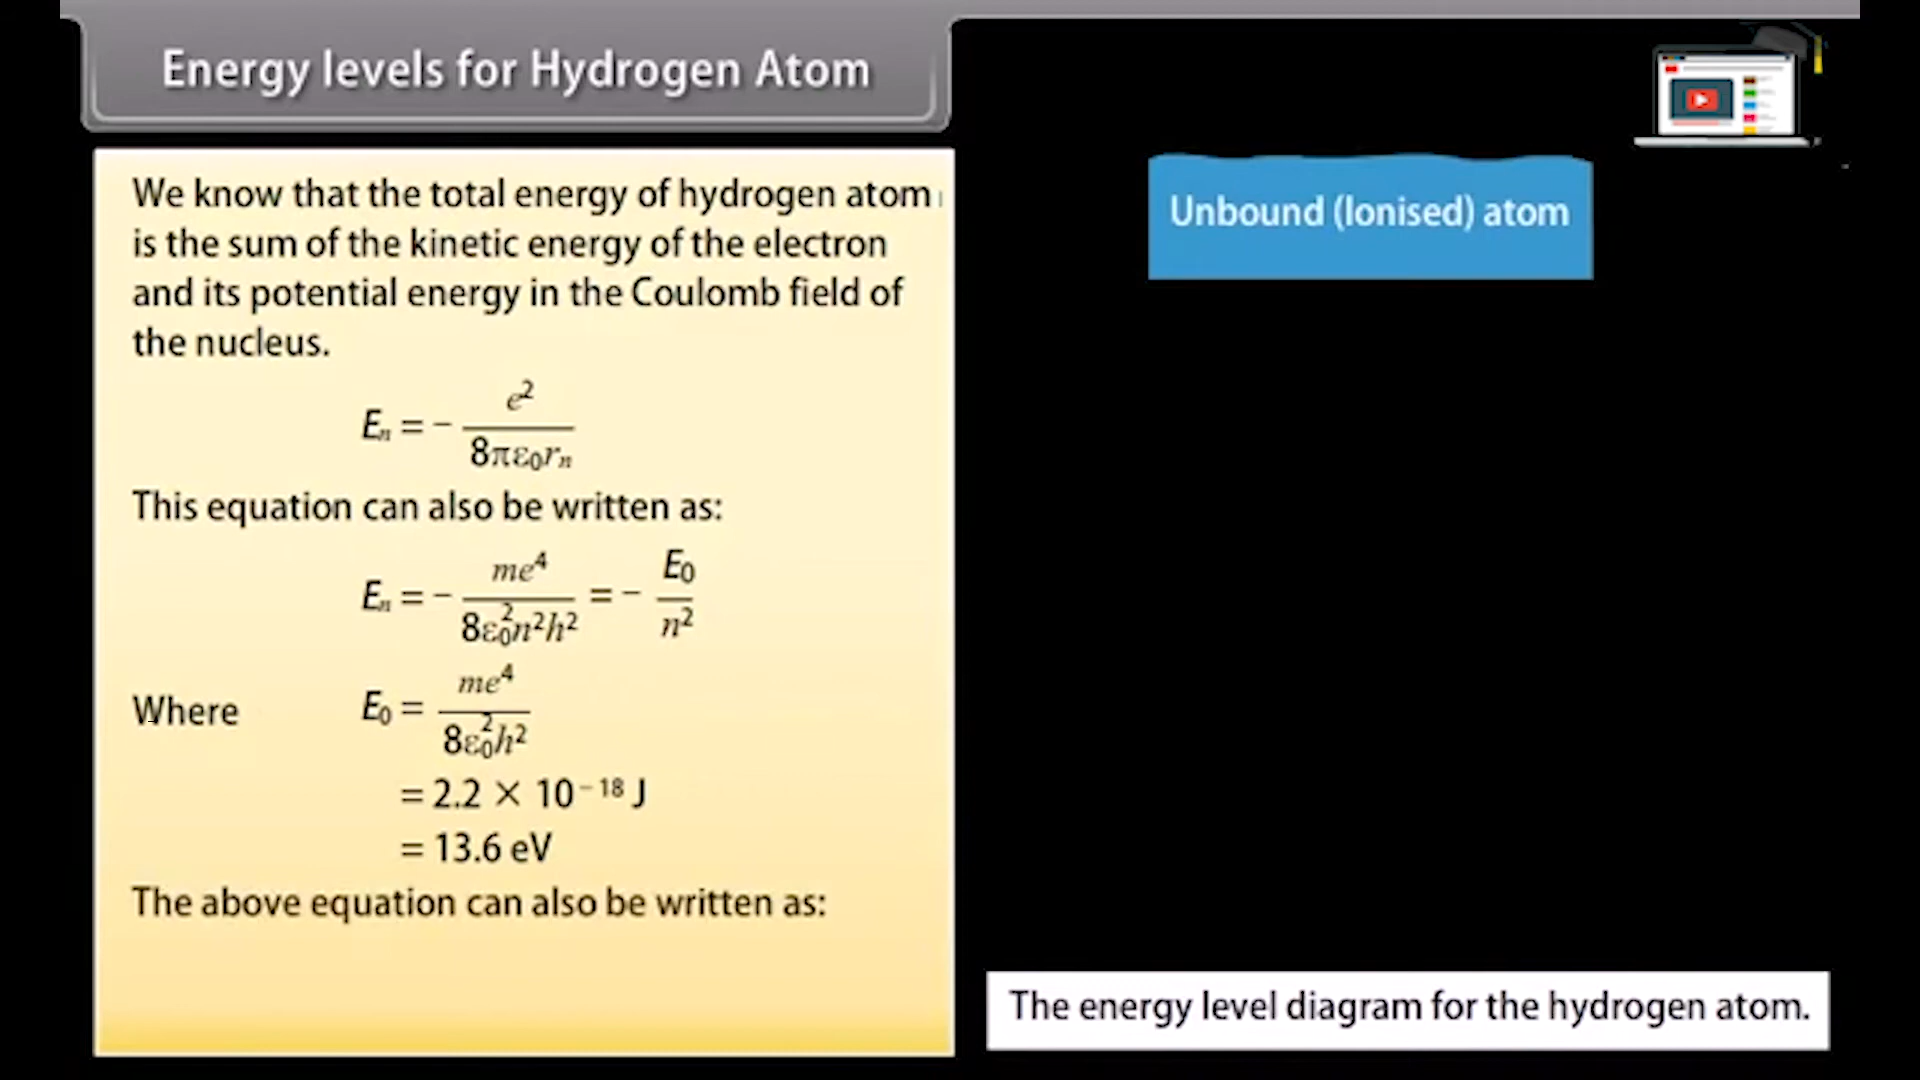 Energy levels for Hydrogen Atom
We know that the total energy of hydrogen atom
is the sum of the kinetic energy of the electron
and its potential energy in the Coulomb field of
the nucleus.
Eₙ = − e² / 8πε₀rₙ
This equation can also be written as:
Eₙ = − me⁴ / 8ε₀²n²h² = − E₀ / n²
Where E₀ = me⁴ / 8ε₀²h²
= 2.2 × 10⁻¹⁸ J
= 13.6 eV
The above equation can also be written as:
Unbound (Ionised) atom
The energy level diagram for the hydrogen atom.